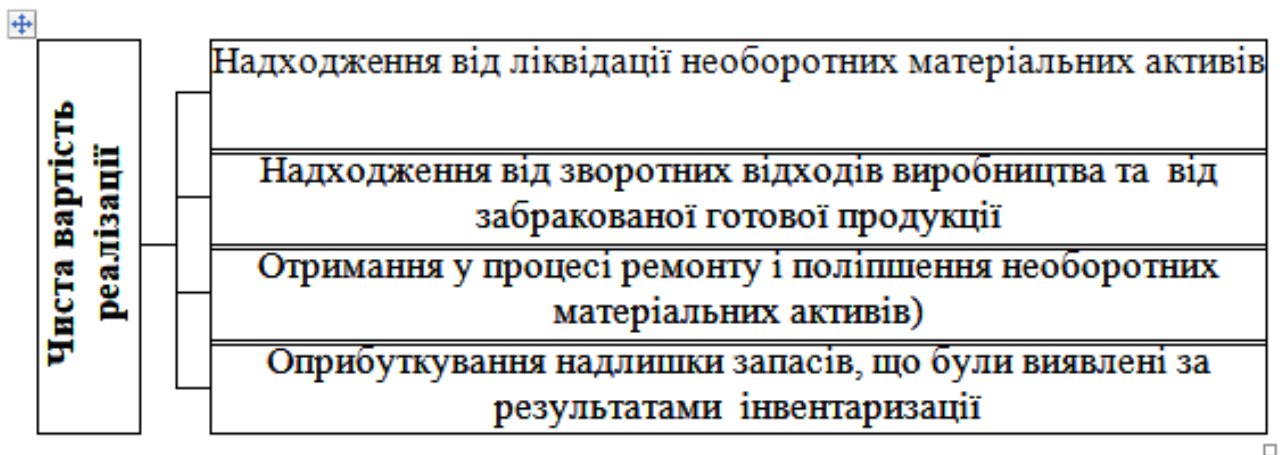 Чиста вартість
реалізації
Надходження від ліквідації необоротних матеріальних активів
Надходження від зворотних відходів виробництва та від
забракованої готової продукції
Отримання у процесі ремонту і поліпшення необоротних
матеріальних активів)
Оприбуткування надлишки запасів, що були виявлені за
результатами інвентаризації